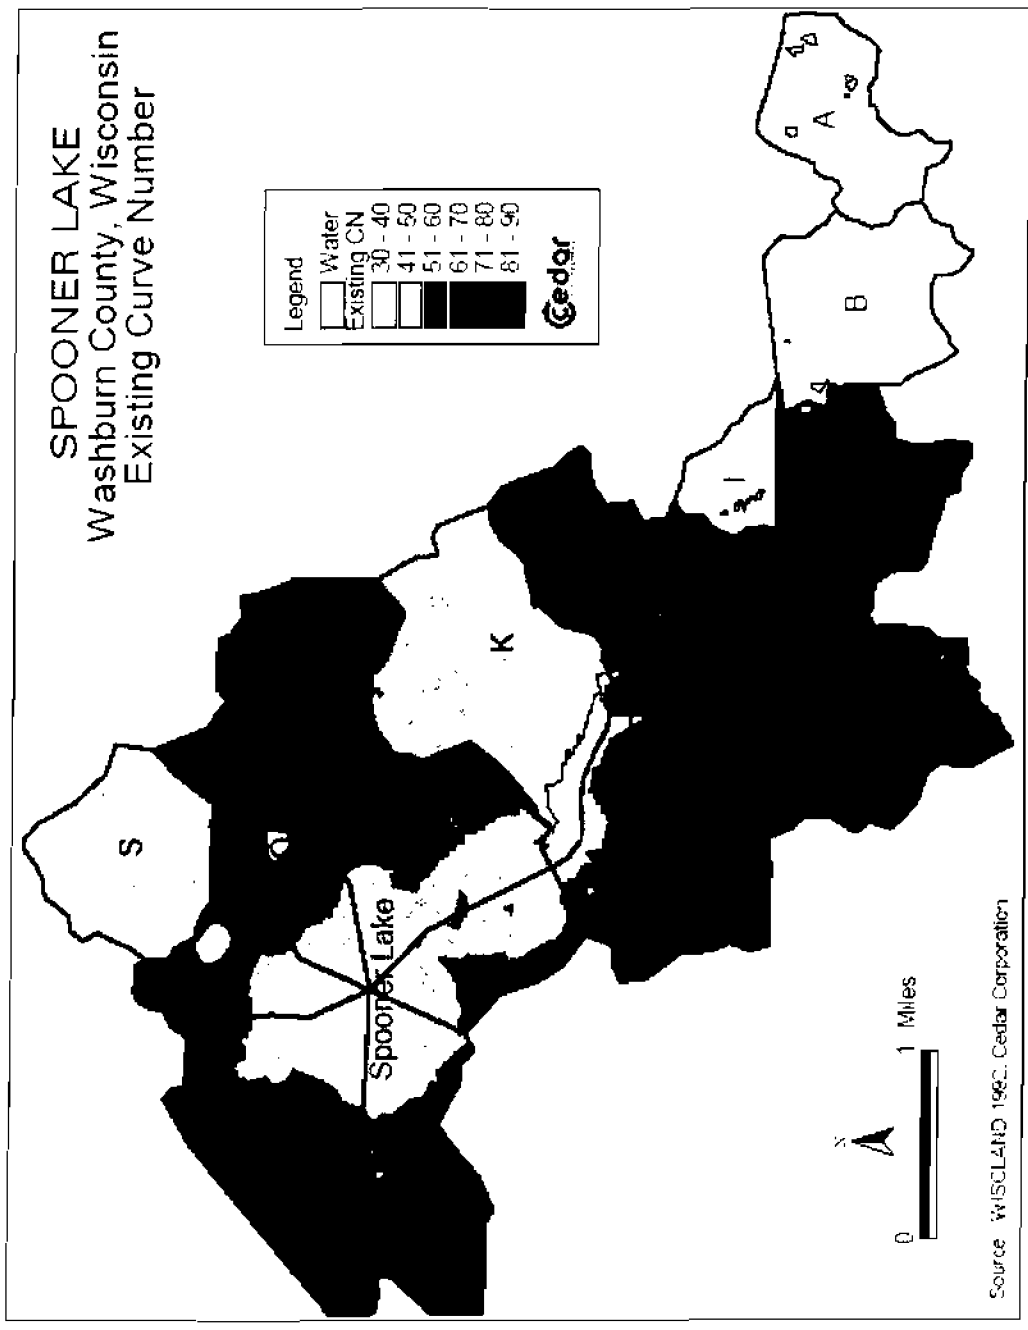 SPOONER LAKE
Washburn County, Wisconsin
Existing Curve Number
Legend
Water
Existing CN
30 - 40
41 - 50
51 - 60
61 - 70
71 - 80
81 - 90
Cedar
S
K
Spooner Lake
I
B
A
N
0 1 Miles
Source: WISCLAND 1992, Cedar Corporation